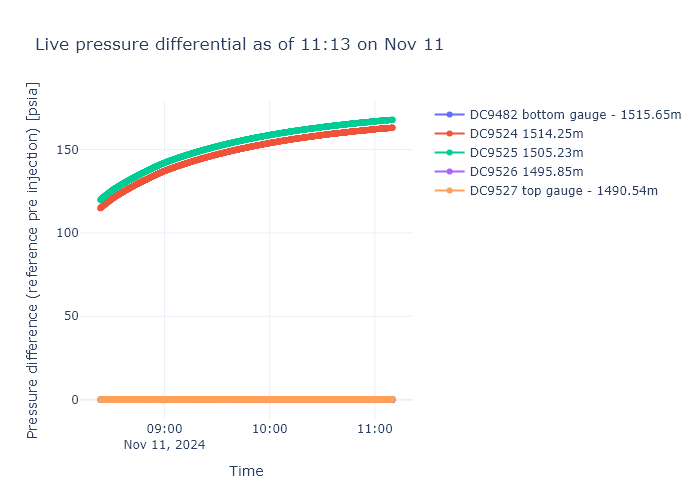 Live pressure differential as of 11:13 on Nov 11
Pressure difference (reference pre injection) [psia]
150
100
50
0
09:00
Nov 11, 2024
10:00
11:00
Time
DC9482 bottom gauge - 1515.65m
DC9524 1514.25m
DC9525 1505.23m
DC9526 1495.85m
DC9527 top gauge - 1490.54m